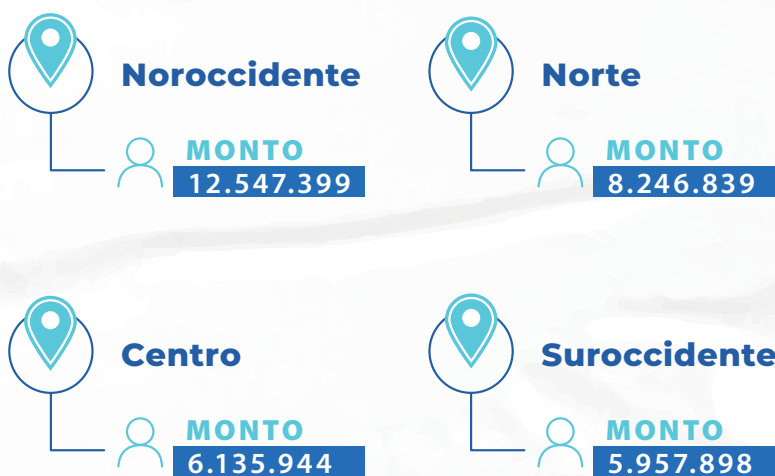 Noroccidente
MONTO
12.547.399
Norte
MONTO
8.246.839
Centro
MONTO
6.135.944
Suroccidente
MONTO
5.957.898